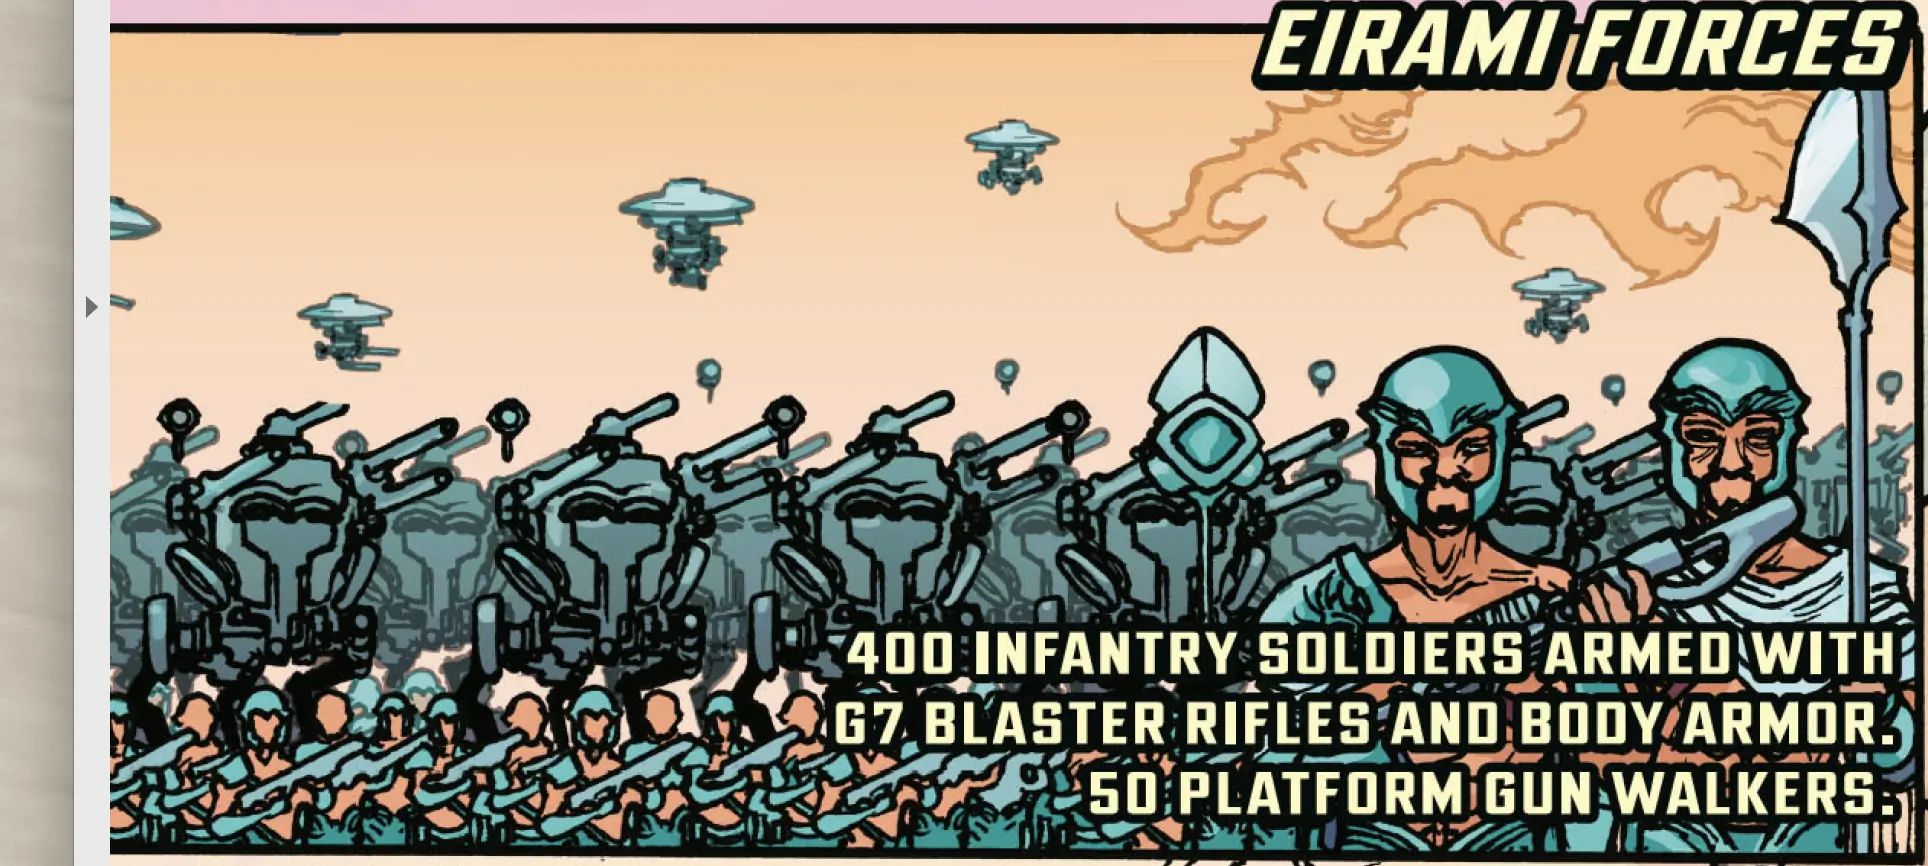 EIRAMI FORCES
400 INFANTRY SOLDIERS ARMED WITH
G7 BLASTER RIFLES AND BODY ARMOR.
50 PLATFORM GUN WALKERS.